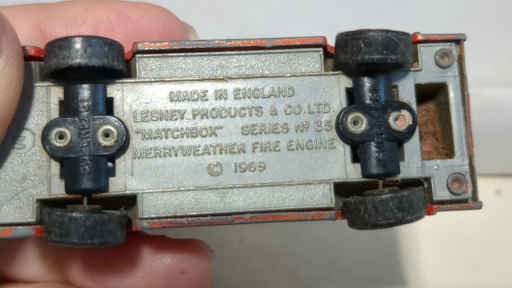 MADE IN ENGLAND
LESNEY PRODUCTS & CO. LTD.
"MATCHBOX" SERIES Nº 35
MERRYWEATHER FIRE ENGINE
© 1969